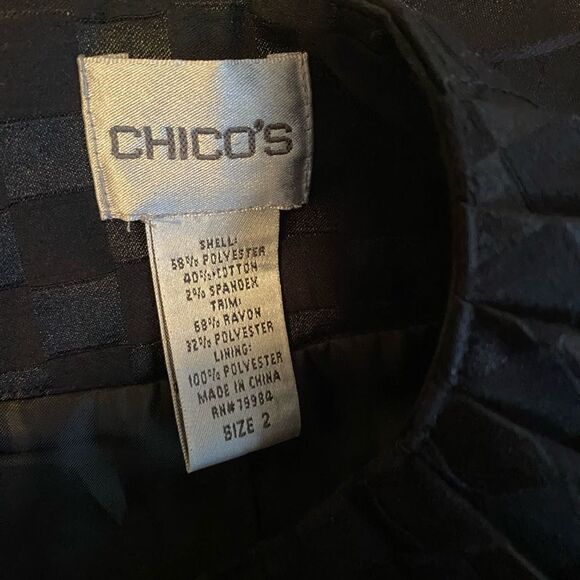 CHICO'S
SHELL:
58% POLYESTER
40% COTTON
2% SPANDEX
TRIM:
68% RAYON
32% POLYESTER
LINING:
100% POLYESTER
MADE IN CHINA
RN# 79984
SIZE 2